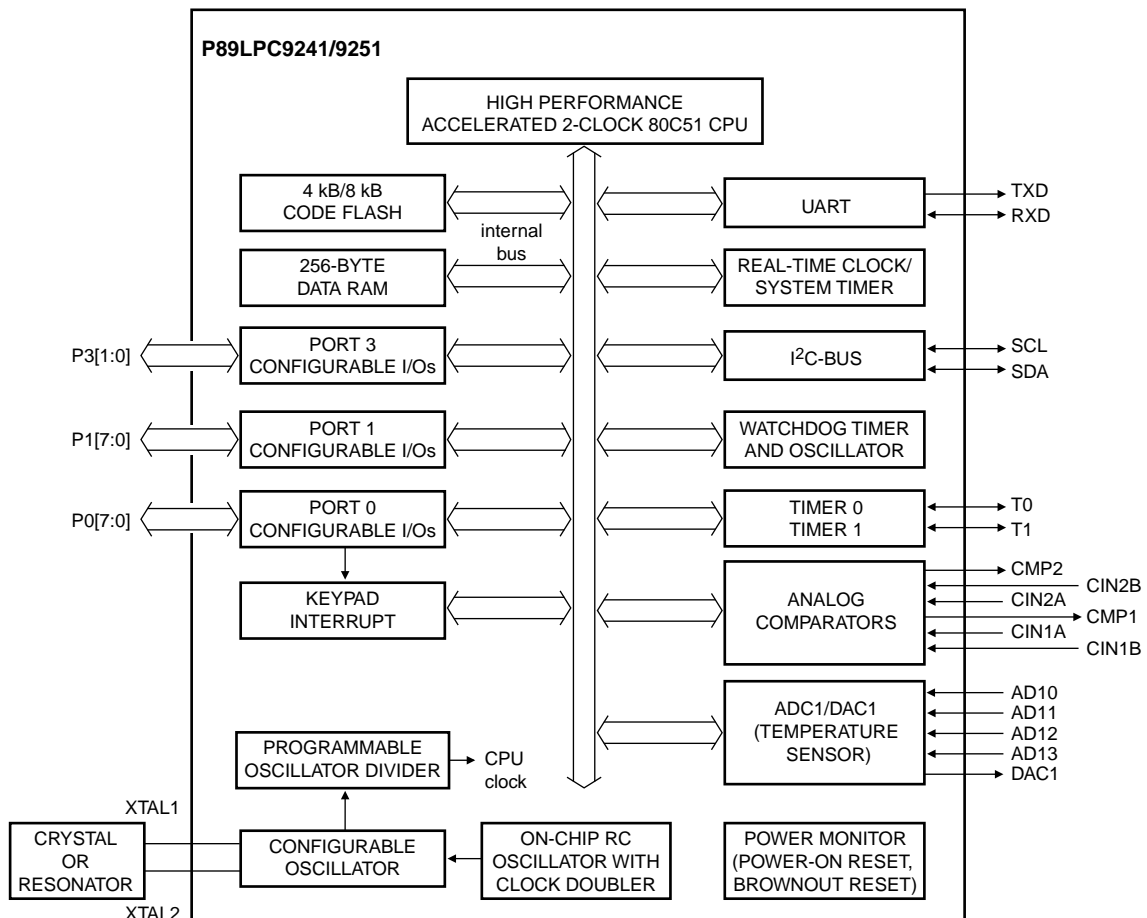 P89LPC9241/9251
HIGH PERFORMANCE
ACCELERATED 2-CLOCK 80C51 CPU
4 kB/8 kB
CODE FLASH
internal
bus
256-BYTE
DATA RAM
P3[1:0]
PORT 3
CONFIGURABLE I/Os
P1[7:0]
PORT 1
CONFIGURABLE I/Os
P0[7:0]
PORT 0
CONFIGURABLE I/Os
KEYPAD
INTERRUPT
PROGRAMMABLE
OSCILLATOR DIVIDER
CPU
clock
XTAL1
CRYSTAL
OR
RESONATOR
XTAL2
CONFIGURABLE
OSCILLATOR
ON-CHIP RC
OSCILLATOR WITH
CLOCK DOUBLER
UART
TXD
RXD
REAL-TIME CLOCK/
SYSTEM TIMER
I²C-BUS
SCL
SDA
WATCHDOG TIMER
AND OSCILLATOR
TIMER 0
TIMER 1
T0
T1
ANALOG
COMPARATORS
CMP2
CIN2B
CIN2A
CMP1
CIN1A
CIN1B
ADC1/DAC1
(TEMPERATURE
SENSOR)
AD10
AD11
AD12
AD13
DAC1
POWER MONITOR
(POWER-ON RESET,
BROWNOUT RESET)